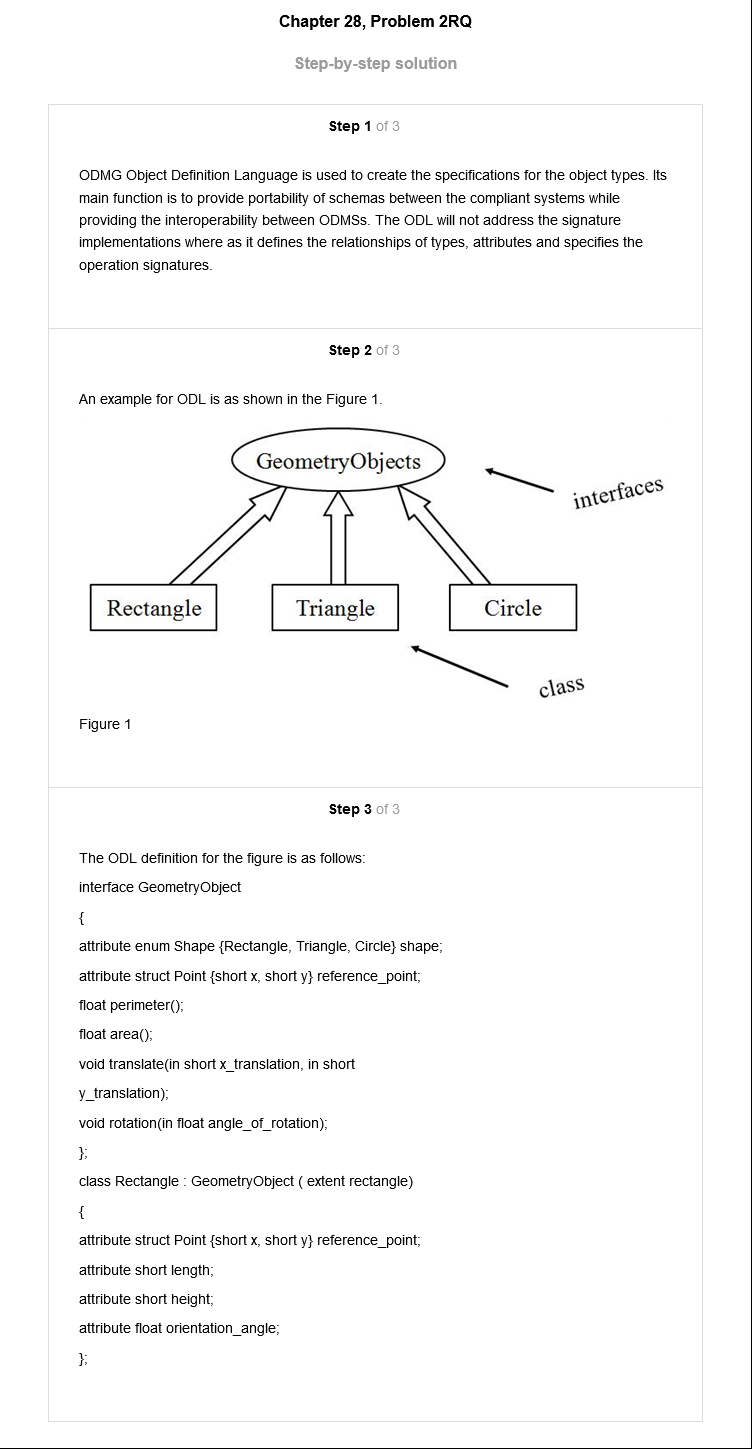 Chapter 28, Problem 2RQ
Step-by-step solution
Step 1 of 3
ODMG Object Definition Language is used to create the specifications for the object types. Its
main function is to provide portability of schemas between the compliant systems while
providing the interoperability between ODMSs. The ODL will not address the signature
implementations where as it defines the relationships of types, attributes and specifies the
operation signatures.
Step 2 of 3
An example for ODL is as shown in the Figure 1.
GeometryObjects
interfaces
Rectangle
Triangle
Circle
class
Figure 1
Step 3 of 3
The ODL definition for the figure is as follows:
interface GeometryObject
{
attribute enum Shape {Rectangle, Triangle, Circle} shape;
attribute struct Point {short x, short y} reference_point;
float perimeter();
float area();
void translate(in short x_translation, in short
y_translation);
void rotation(in float angle_of_rotation);
};
class Rectangle : GeometryObject ( extent rectangle)
{
attribute struct Point {short x, short y} reference_point;
attribute short length;
attribute short height;
attribute float orientation_angle;
};